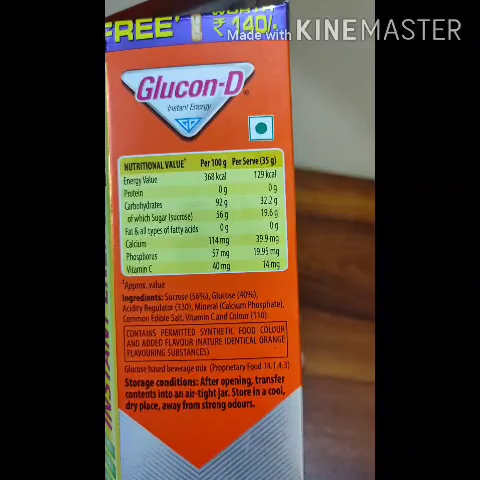 FREE*
WORTH
₹ 140/-
Made with KINEMASTER
Glucon-D®
Instant Energy
NUTRITIONAL VALUE† Per 100 g Per Serve (35 g)
Energy Value 368 kcal 129 kcal
Protein 0 g 0 g
Carbohydrates 92 g 32.2 g
of which Sugar (sucrose) 56 g 19.6 g
Fat & all types of fatty acids 0 g 0 g
Calcium 114 mg 39.9 mg
Phosphorus 57 mg 19.95 mg
Vitamin C 40 mg 14 mg
†Approx. value
Ingredients: Sucrose (56%), Glucose (40%),
Acidity Regulator (330), Mineral (Calcium Phosphate),
Common Edible Salt, Vitamin C and Colour (110).
CONTAINS PERMITTED SYNTHETIC FOOD COLOUR
AND ADDED FLAVOUR (NATURE IDENTICAL ORANGE
FLAVOURING SUBSTANCES)
Glucose based beverage mix (Proprietary Food 14.1.4.3)
Storage conditions: After opening, transfer
contents into an air-tight jar. Store in a cool,
dry place, away from strong odours.